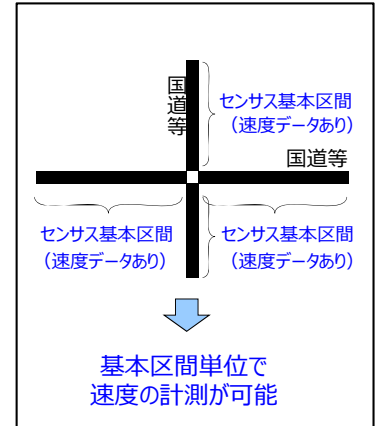 国道等
センサス基本区間
（速度データあり）
国道等
センサス基本区間
（速度データあり）
センサス基本区間
（速度データあり）
基本区間単位で
速度の計測が可能